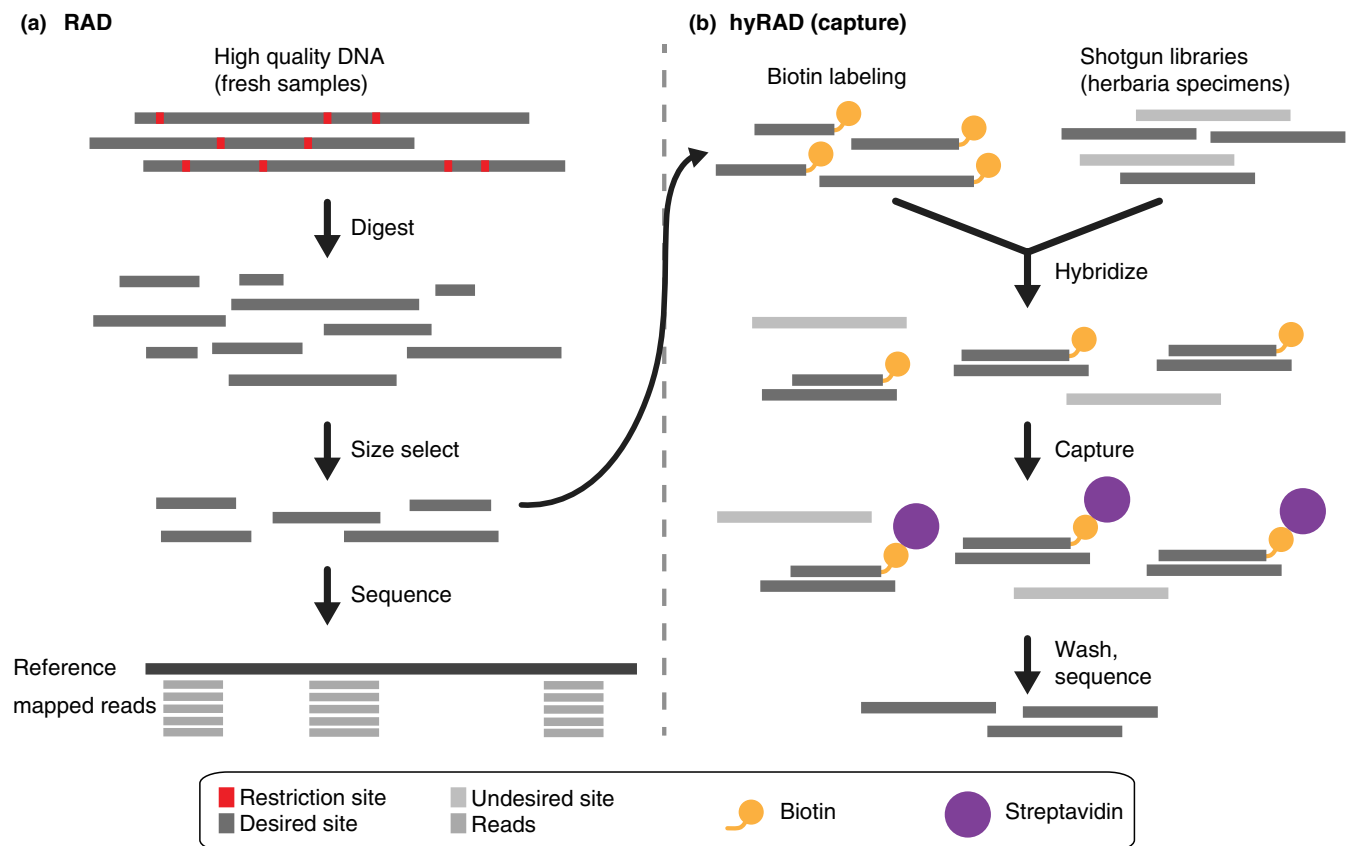 (a) RAD
High quality DNA
(fresh samples)
Digest
Size select
Sequence
Reference
mapped reads
(b) hyRAD (capture)
Biotin labeling
Shotgun libraries
(herbaria specimens)
Hybridize
Capture
Wash,
sequence
Restriction site
Desired site
Undesired site
Reads
Biotin
Streptavidin